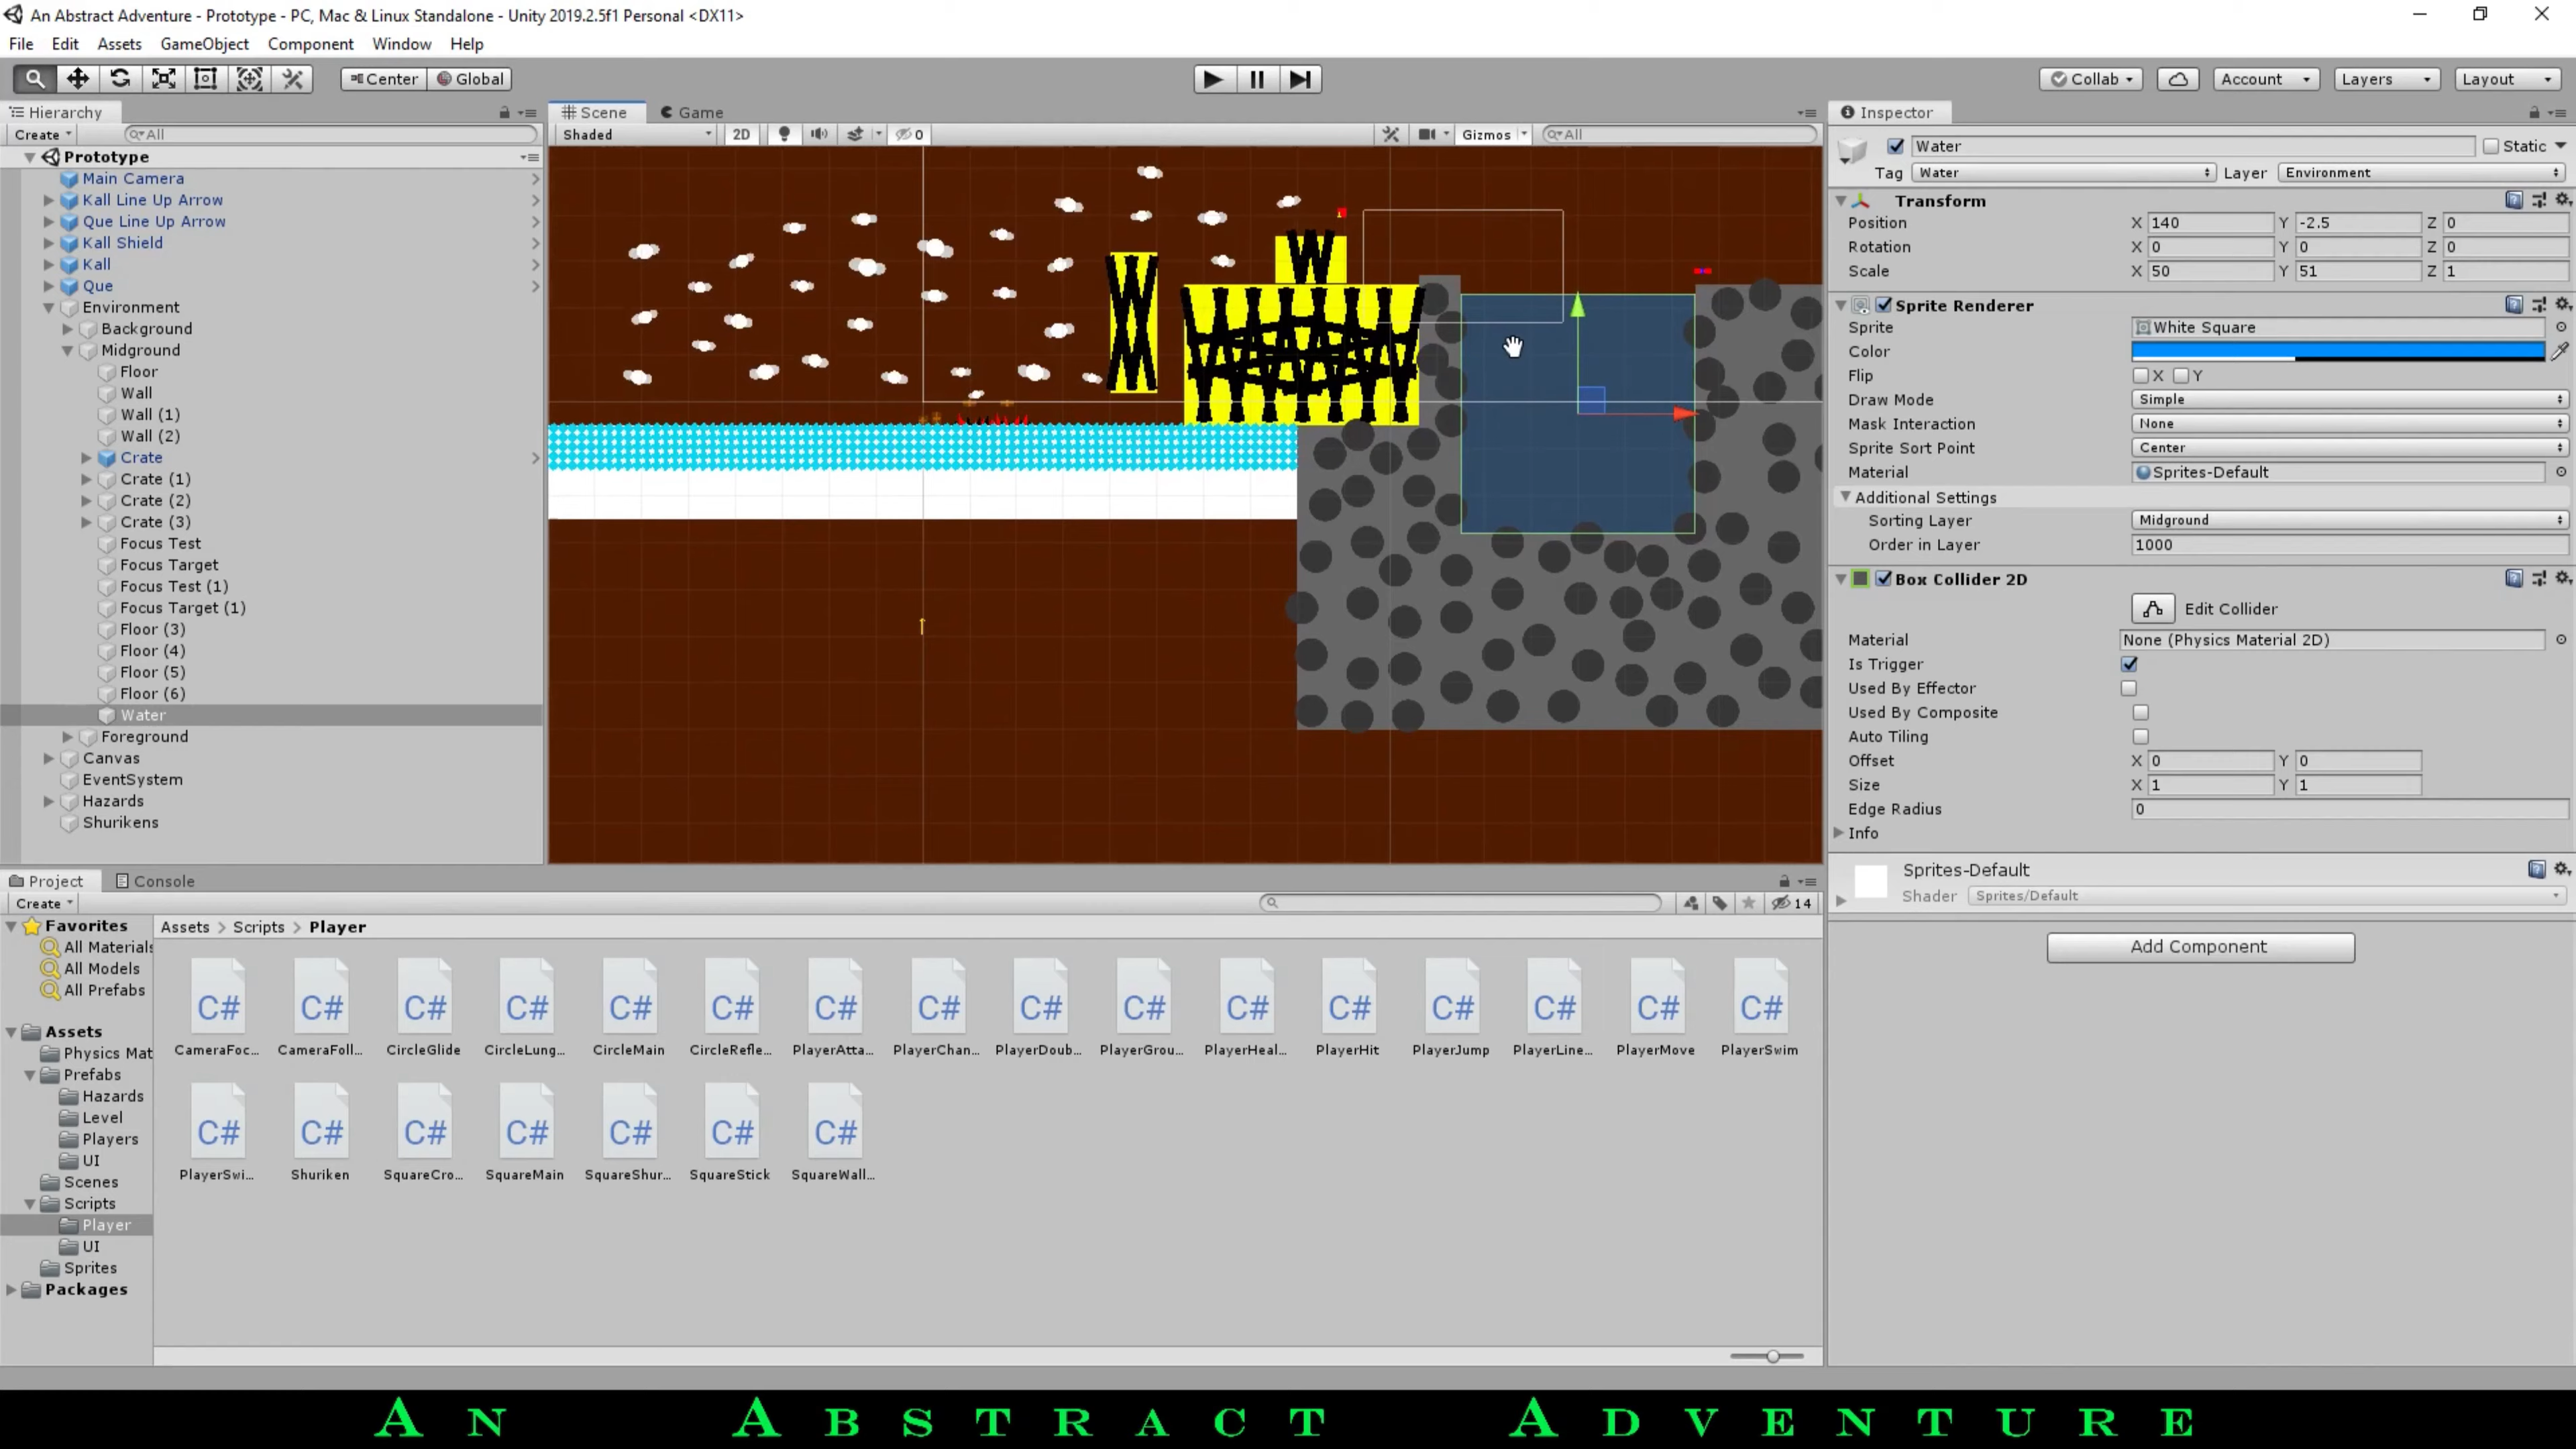 An Abstract Adventure - Prototype - PC, Mac & Linux Standalone - Unity 2019.2.5f1 Personal <DX11>
File Edit Assets GameObject Component Window Help
Center Global Collab Account Layers Layout
Hierarchy
Create All
Prototype
Main Camera
Kall Line Up Arrow
Que Line Up Arrow
Kall Shield
Kall
Que
Environment
Background
Midground
Floor
Wall
Wall (1)
Wall (2)
Crate
Crate (1)
Crate (2)
Crate (3)
Focus Test
Focus Target
Focus Test (1)
Focus Target (1)
Floor (3)
Floor (4)
Floor (5)
Floor (6)
Water
Foreground
Canvas
EventSystem
Hazards
Shurikens
Scene Game
Shaded 2D 0 Gizmos All
Inspector
Water Static
Tag Water Layer Environment
Transform
Position X 140 Y -2.5 Z 0
Rotation X 0 Y 0 Z 0
Scale X 50 Y 51 Z 1
Sprite Renderer
Sprite White Square
Color
Flip X Y
Draw Mode Simple
Mask Interaction None
Sprite Sort Point Center
Material Sprites-Default
Additional Settings
Sorting Layer Midground
Order in Layer 1000
Box Collider 2D
Edit Collider
Material None (Physics Material 2D)
Is Trigger
Used By Effector
Used By Composite
Auto Tiling
Offset X 0 Y 0
Size X 1 Y 1
Edge Radius 0
Info
Sprites-Default
Shader Sprites/Default
Add Component
Project Console
Create 14
Favorites
All Materials
All Models
All Prefabs
Assets
Physics Mat
Prefabs
Hazards
Level
Players
UI
Scenes
Scripts
Player
UI
Sprites
Packages
Assets > Scripts > Player
C# C# C# C# C# C# C# C# C# C# C# C# C# C# C# C#
CameraFoc... CameraFoll... CircleGlide CircleLung... CircleMain CircleRefle... PlayerAtta... PlayerChan... PlayerDoub... PlayerGrou... PlayerHeal... PlayerHit PlayerJump PlayerLine... PlayerMove PlayerSwim
C# C# C# C# C# C# C#
PlayerSwi... Shuriken SquareCro... SquareMain SquareShur... SquareStick SquareWall...
An Abstract Adventure